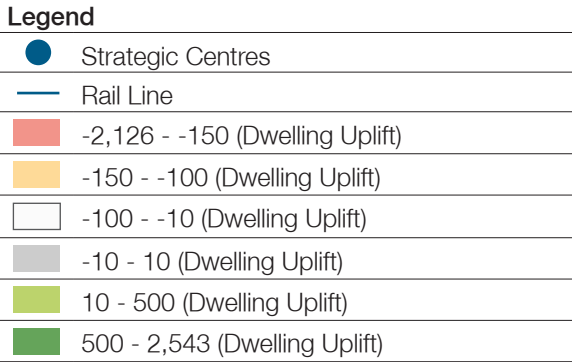 Legend
Strategic Centres
Rail Line
-2,126 - -150 (Dwelling Uplift)
-150 - -100 (Dwelling Uplift)
-100 - -10 (Dwelling Uplift)
-10 - 10 (Dwelling Uplift)
10 - 500 (Dwelling Uplift)
500 - 2,543 (Dwelling Uplift)